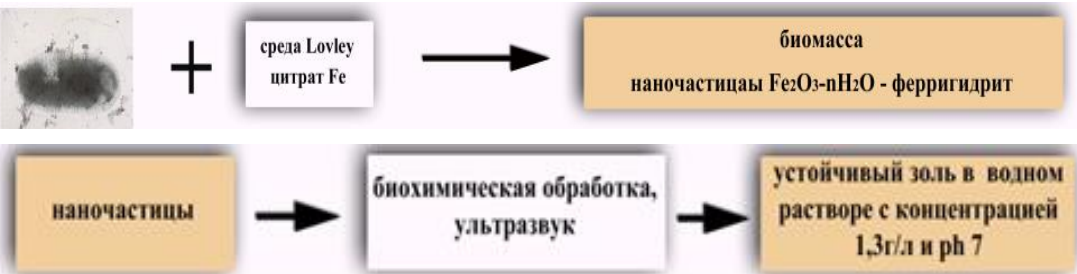 среда Lovley
цитрат Fe
биомасса
наночастицаы Fe2O3-nH2O - ферригидрит
наночастицы
биохимическая обработка,
ультразвук
устойчивый золь в водном
растворе с концентрацией
1,3г/л и ph 7